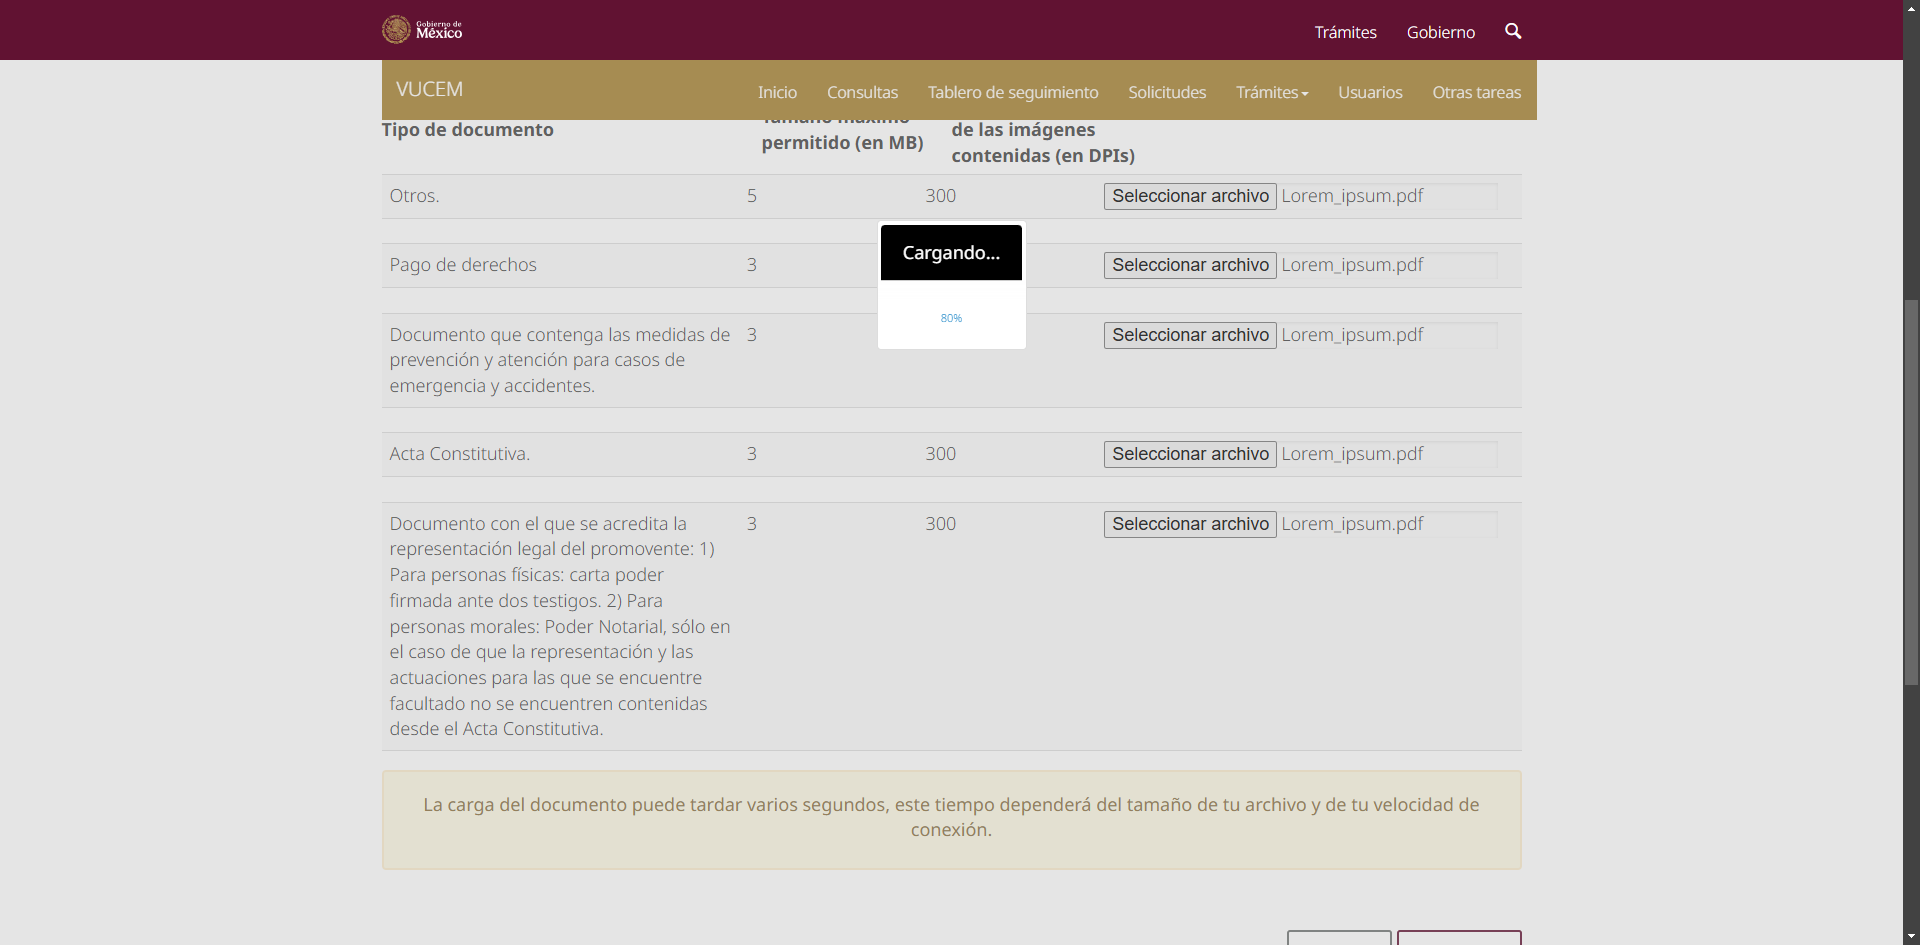 Gobierno de
México
Trámites
Gobierno
VUCEM
Inicio
Consultas
Tablero de seguimiento
Solicitudes
Trámites
Usuarios
Otras tareas
Tipo de documento
Tamaño máximo
permitido (en MB)
de las imágenes
contenidas (en DPIs)
Otros.
5
300
Seleccionar archivo
Lorem_ipsum.pdf
Cargando...
80%
Pago de derechos
3
Seleccionar archivo
Lorem_ipsum.pdf
Documento que contenga las medidas de
prevención y atención para casos de
emergencia y accidentes.
3
Seleccionar archivo
Lorem_ipsum.pdf
Acta Constitutiva.
3
300
Seleccionar archivo
Lorem_ipsum.pdf
Documento con el que se acredita la
representación legal del promovente: 1)
Para personas físicas: carta poder
firmada ante dos testigos. 2) Para
personas morales: Poder Notarial, sólo en
el caso de que la representación y las
actuaciones para las que se encuentre
facultado no se encuentren contenidas
desde el Acta Constitutiva.
3
300
Seleccionar archivo
Lorem_ipsum.pdf
La carga del documento puede tardar varios segundos, este tiempo dependerá del tamaño de tu archivo y de tu velocidad de
conexión.